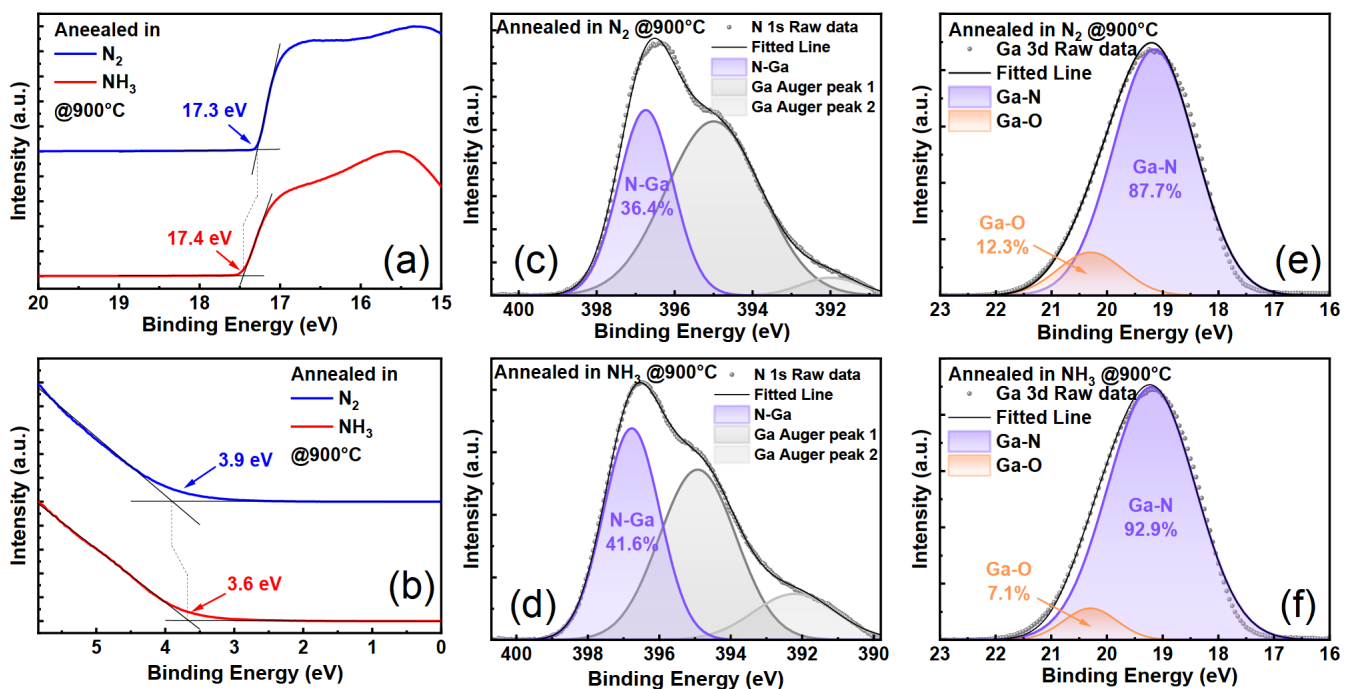 Aneealed in
N₂
NH₃
@900°C
17.3 eV
17.4 eV
(a)
Intensity (a.u.)
20 19 18 17 16 15
Binding Energy (eV)
Annealed in
N₂
NH₃
@900°C
3.9 eV
3.6 eV
(b)
Intensity (a.u.)
5 4 3 2 1 0
Binding Energy (eV)
Annealed in N₂ @900°C
N 1s Raw data
Fitted Line
N-Ga
Ga Auger peak 1
Ga Auger peak 2
N-Ga
36.4%
(c)
Intensity (a.u.)
400 398 396 394 392
Binding Energy (eV)
Annealed in NH₃ @900°C
N 1s Raw data
Fitted Line
N-Ga
Ga Auger peak 1
Ga Auger peak 2
N-Ga
41.6%
(d)
Intensity (a.u.)
400 398 396 394 392 390
Binding Energy (eV)
Annealed in N₂ @900°C
Ga 3d Raw data
Fitted Line
Ga-N
Ga-O
Ga-N
87.7%
Ga-O
12.3%
(e)
Intensity (a.u.)
23 22 21 20 19 18 17 16
Binding Energy (eV)
Annealed in NH₃ @900°C
Ga 3d Raw data
Fitted Line
Ga-N
Ga-O
Ga-N
92.9%
Ga-O
7.1%
(f)
Intensity (a.u.)
23 22 21 20 19 18 17 16
Binding Energy (eV)